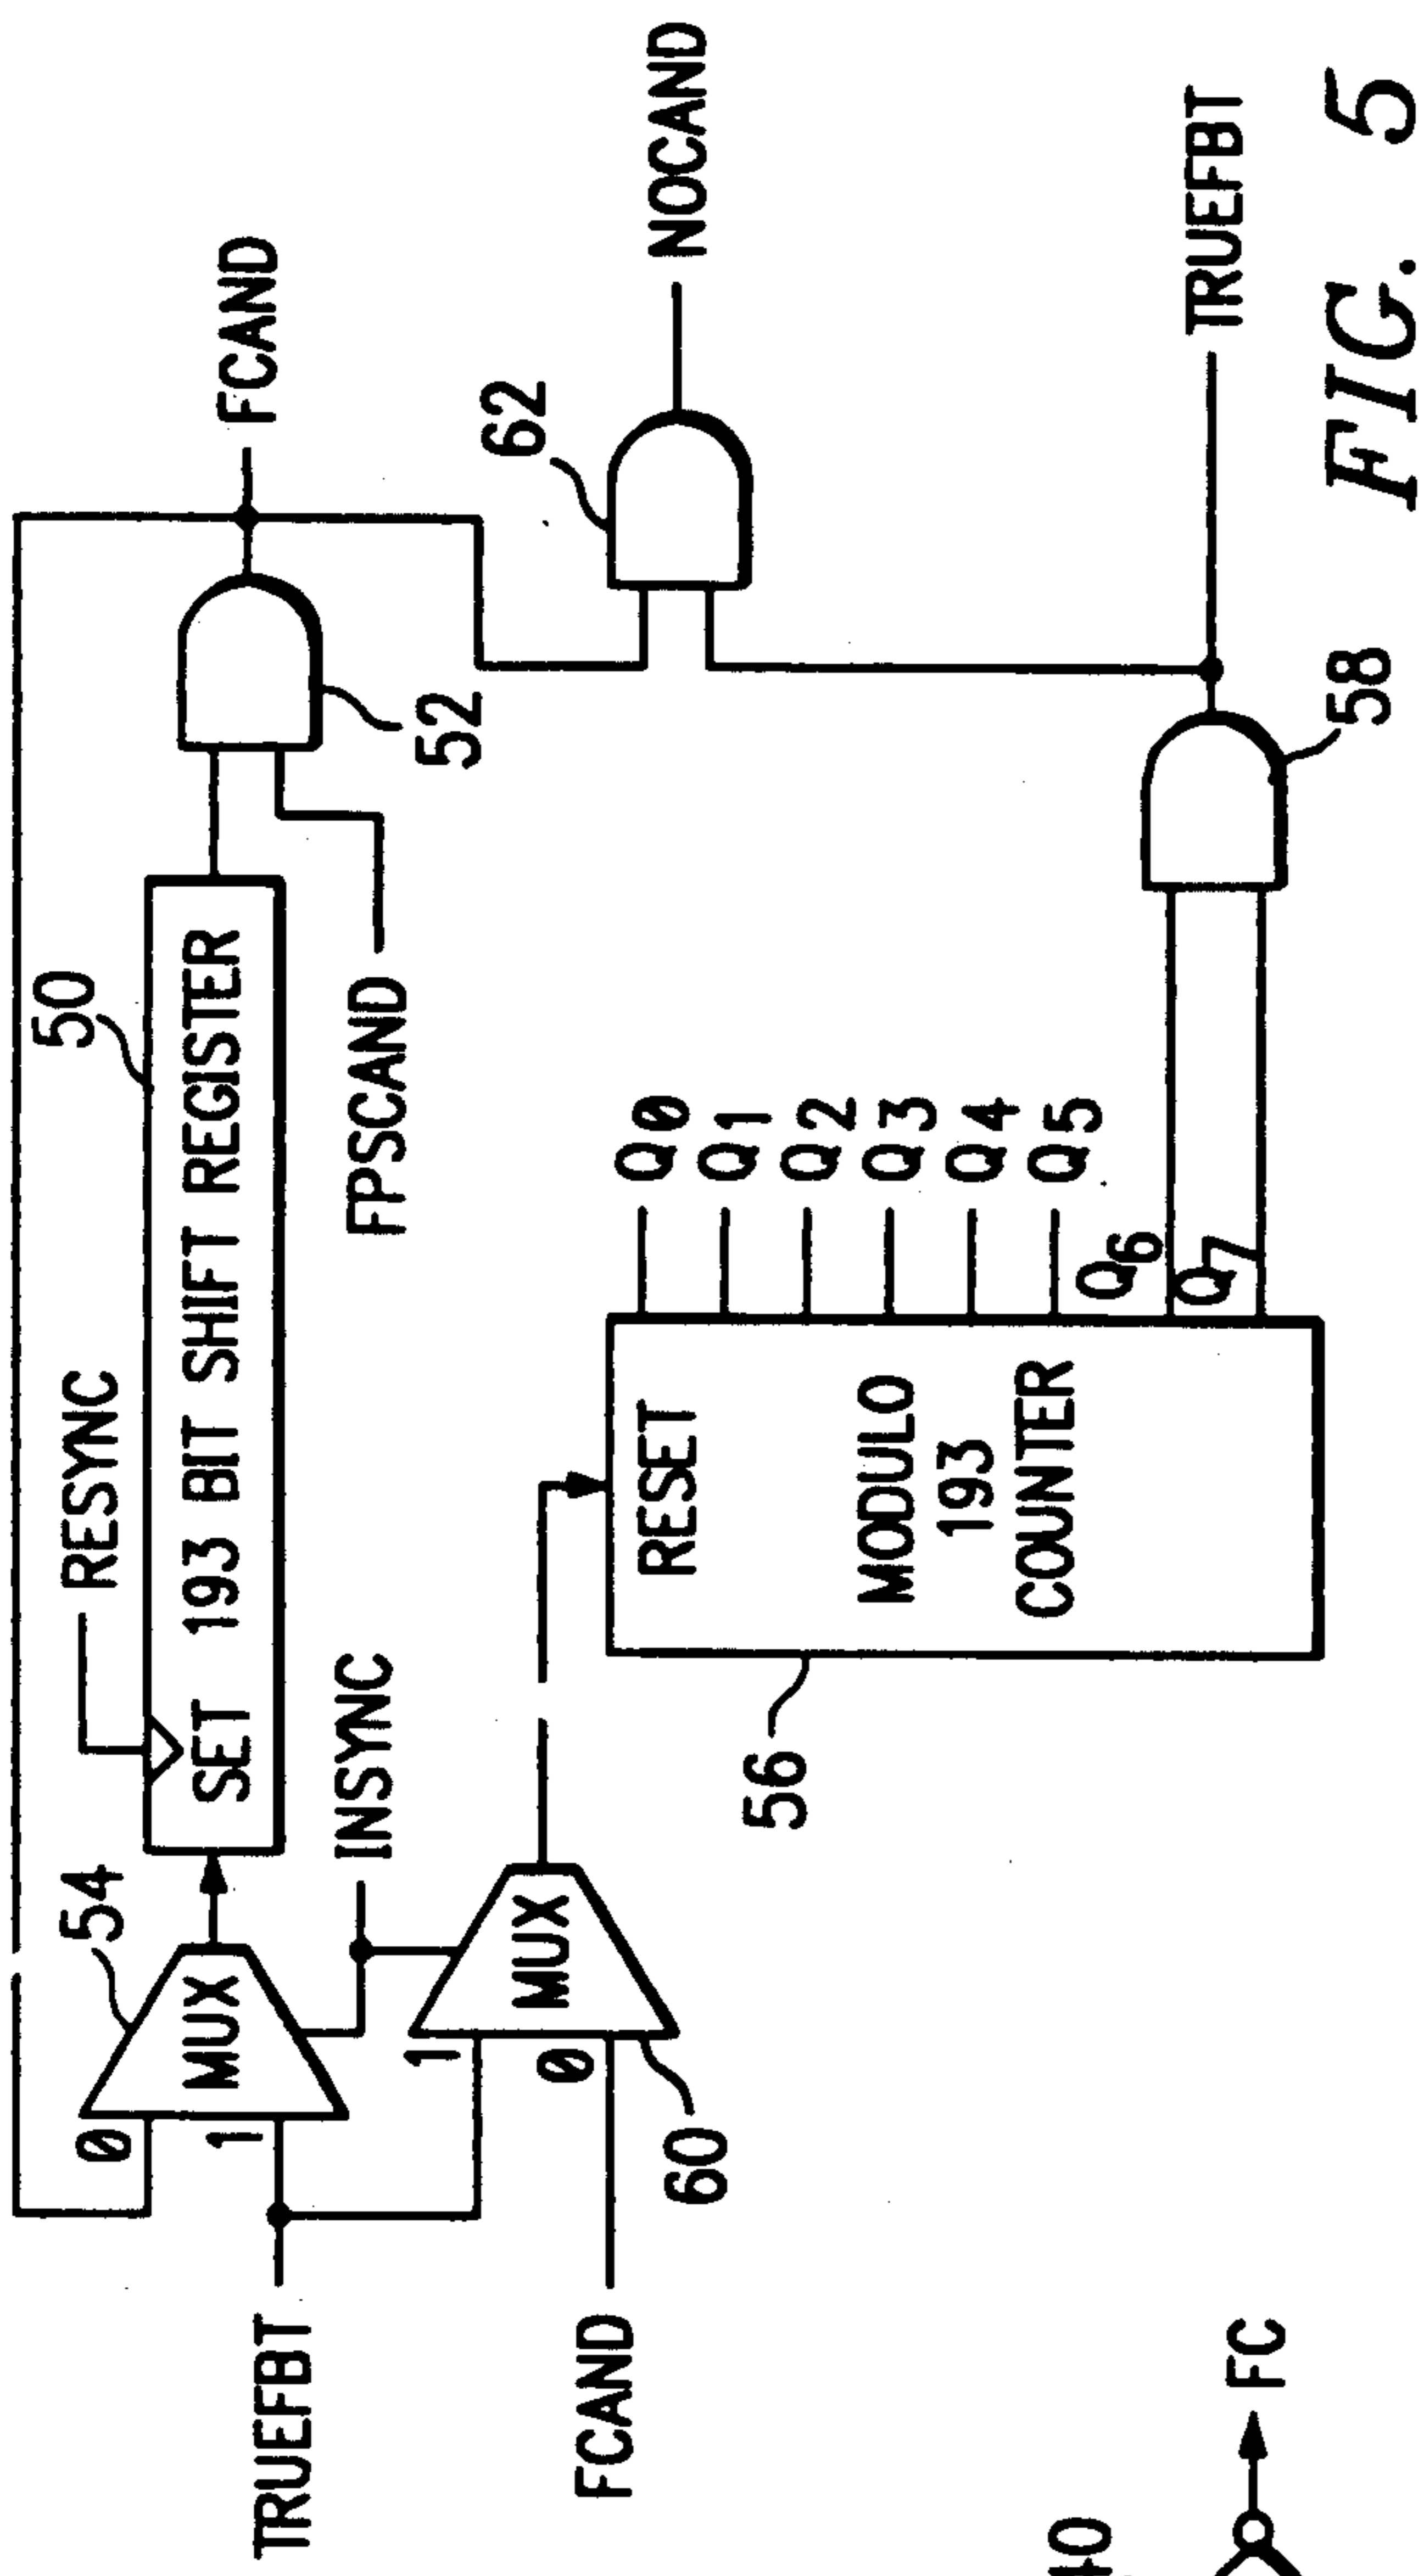 RESYNC
50
FCAND
54
0
MUX
1
SET 193 BIT SHIFT REGISTER
52
TRUEFBT
INSYNC
FPSCAND
62
NOCAND
1
MUX
0
FCAND
60
RESET
MODULO
193
COUNTER
56
Q0
Q1
Q2
Q3
Q4
Q5
Q6
Q7
58
TRUEFBT
40
FC
FIG. 5